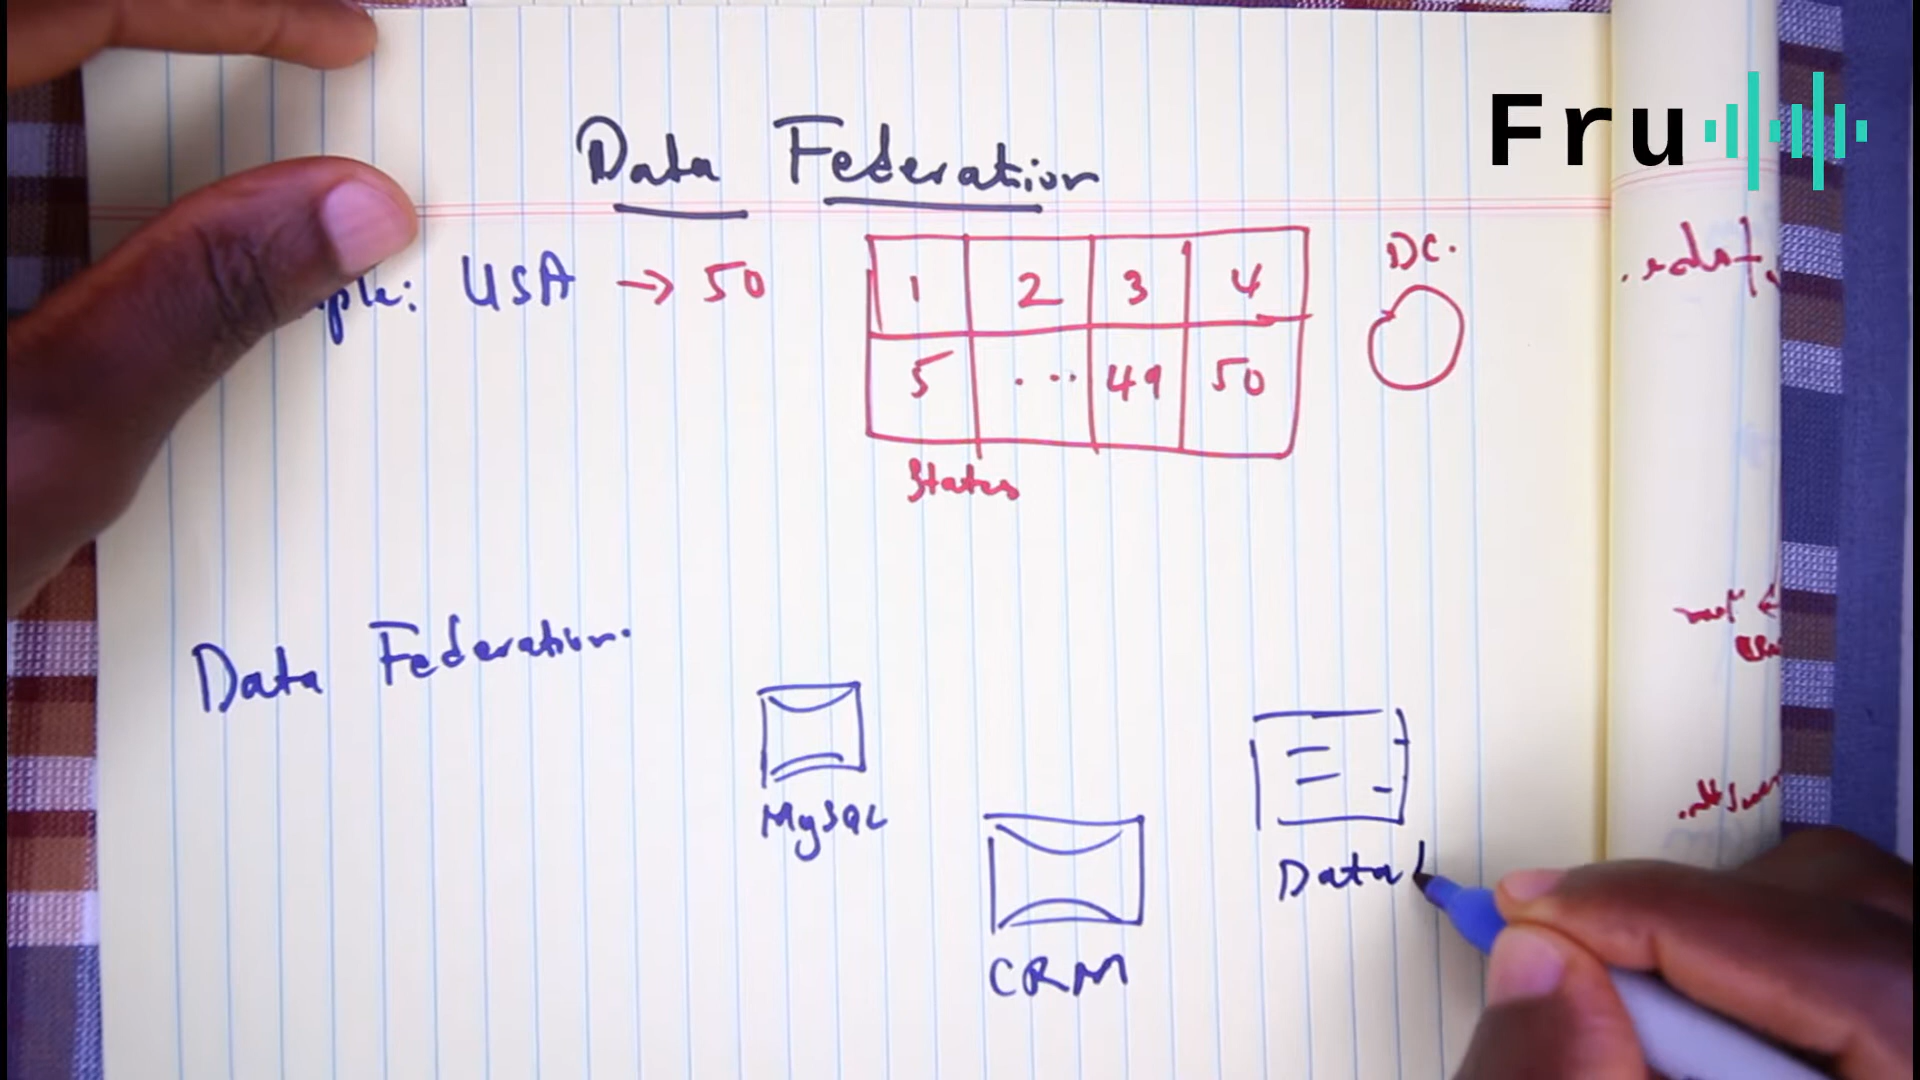 Fru
Data Federation
USA → 50
DC.
1 2 3 4
5 ... 49 50
States
Data Federation.
MySQL
CRM
Data